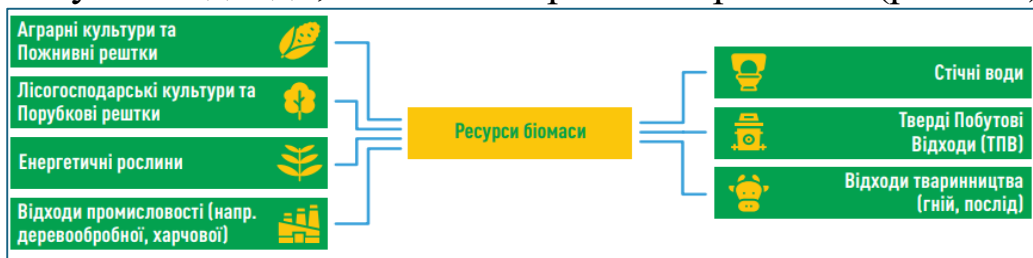 Аграрні культури та
Пожнивні рештки
Лісогосподарські культури та
Порубкові рештки
Енергетичні рослини
Відходи промисловості (напр.
деревообробної, харчової)
Ресурси біомаси
Стічні води
Тверді Побутові
Відходи (ТПВ)
Відходи тваринництва
(гній, послід)